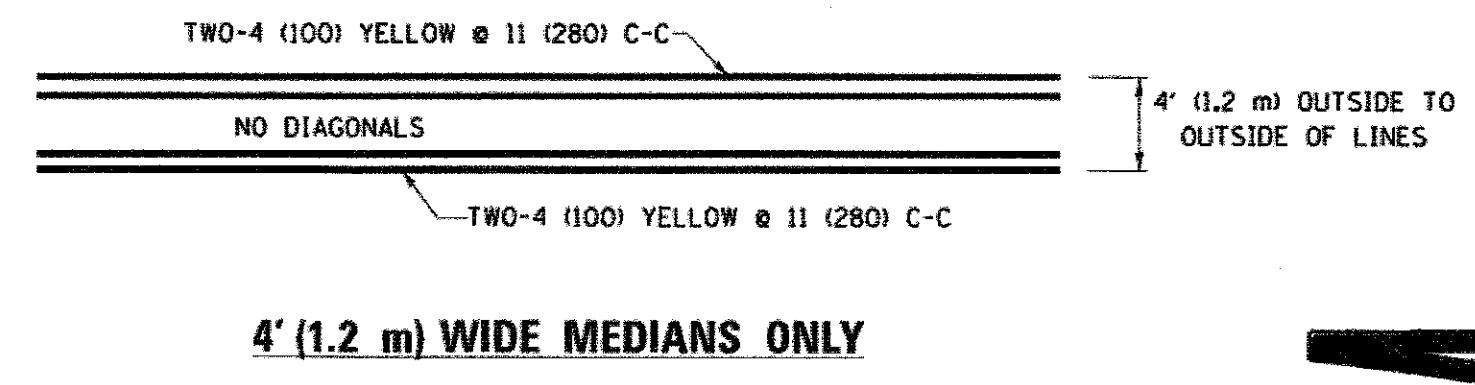 TWO-4 (100) YELLOW @ 11 (280) C-C
4' (1.2 m) OUTSIDE TO
OUTSIDE OF LINES
NO DIAGONALS
TWO-4 (100) YELLOW @ 11 (280) C-C
4' (1.2 m) WIDE MEDIANS ONLY